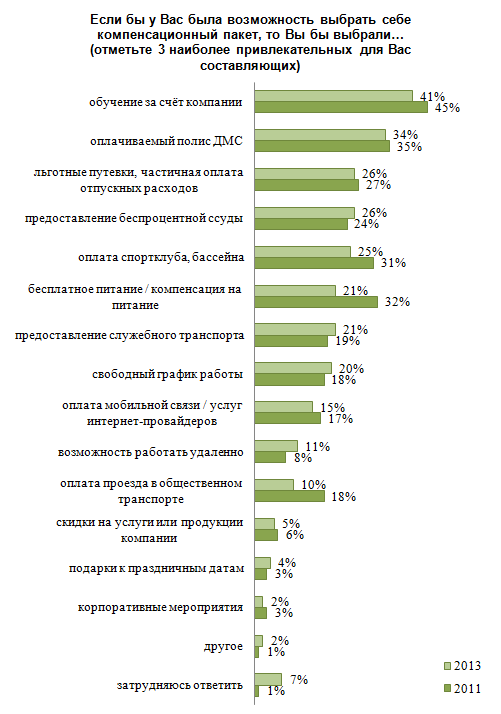 Если бы у Вас была возможность выбрать себе
компенсационный пакет, то Вы бы выбрали…
(отметьте 3 наиболее привлекательных для Вас
составляющих)
обучение за счёт компании
41%
45%
оплачиваемый полис ДМС
34%
35%
льготные путевки, частичная оплата
отпускных расходов
26%
27%
предоставление беспроцентной ссуды
26%
24%
оплата спортклуба, бассейна
25%
31%
бесплатное питание / компенсация на
питание
21%
32%
предоставление служебного транспорта
21%
19%
свободный график работы
20%
18%
оплата мобильной связи / услуг
интернет-провайдеров
15%
17%
возможность работать удаленно
11%
8%
оплата проезда в общественном
транспорте
10%
18%
скидки на услуги или продукции
компании
5%
6%
подарки к праздничным датам
4%
3%
корпоративные мероприятия
2%
3%
другое
2%
1%
затрудняюсь ответить
7%
1%
2013
2011